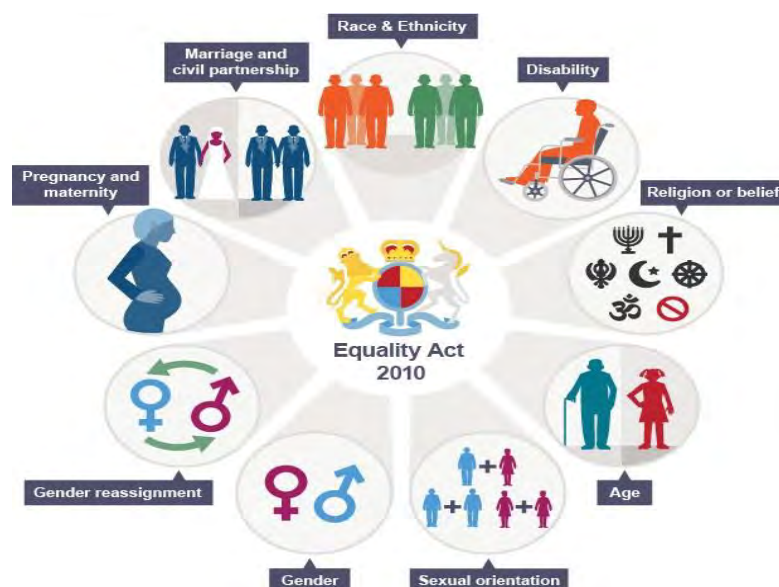 Race & Ethnicity
Marriage and
civil partnership
Disability
Pregnancy and
maternity
Religion or belief
Equality Act
2010
Gender reassignment
Age
Gender
Sexual orientation